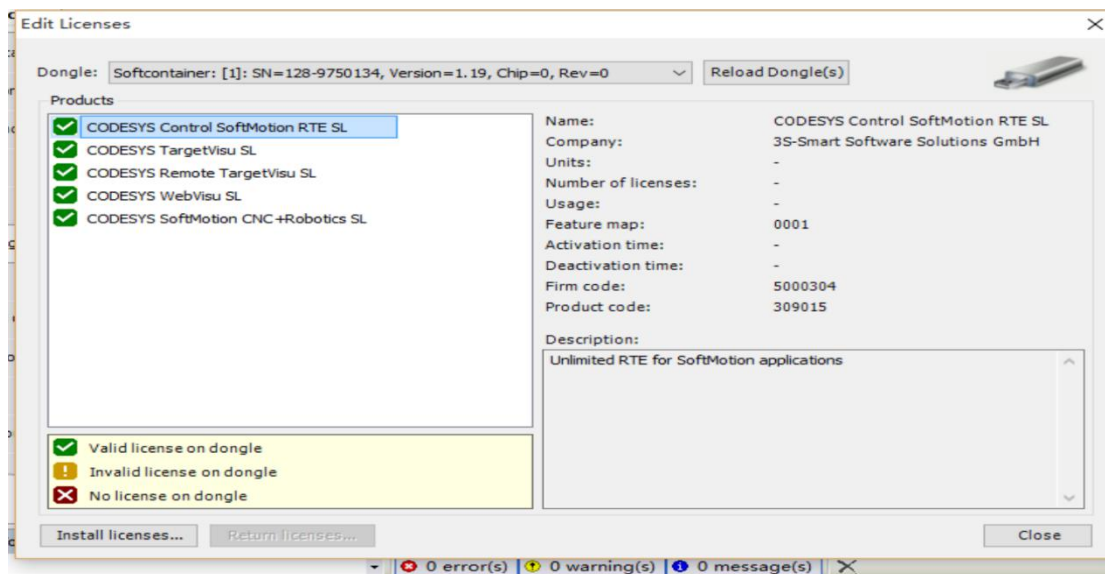 Edit Licenses
Dongle: Softcontainer: [1]: SN=128-9750134, Version=1.19, Chip=0, Rev=0 Reload Dongle(s)
Products
CODESYS Control SoftMotion RTE SL
CODESYS TargetVisu SL
CODESYS Remote TargetVisu SL
CODESYS WebVisu SL
CODESYS SoftMotion CNC+Robotics SL
Name: CODESYS Control SoftMotion RTE SL
Company: 3S-Smart Software Solutions GmbH
Units: -
Number of licenses: -
Usage: -
Feature map: 0001
Activation time: -
Deactivation time: -
Firm code: 5000304
Product code: 309015
Description:
Unlimited RTE for SoftMotion applications
Valid license on dongle
Invalid license on dongle
No license on dongle
Install licenses... Return licenses... Close
0 error(s) 0 warning(s) 0 message(s)